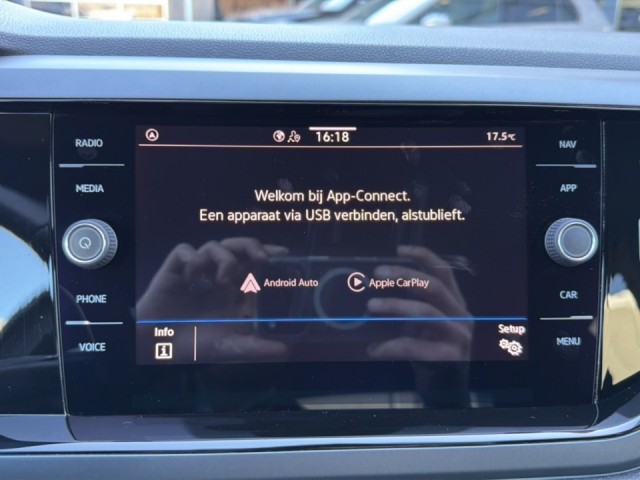 RADIO
MEDIA
PHONE
VOICE
16:18
17.5°C
Welkom bij App-Connect.
Een apparaat via USB verbinden, alstublieft.
Android Auto
Apple CarPlay
Info
Setup
NAV
APP
CAR
MENU